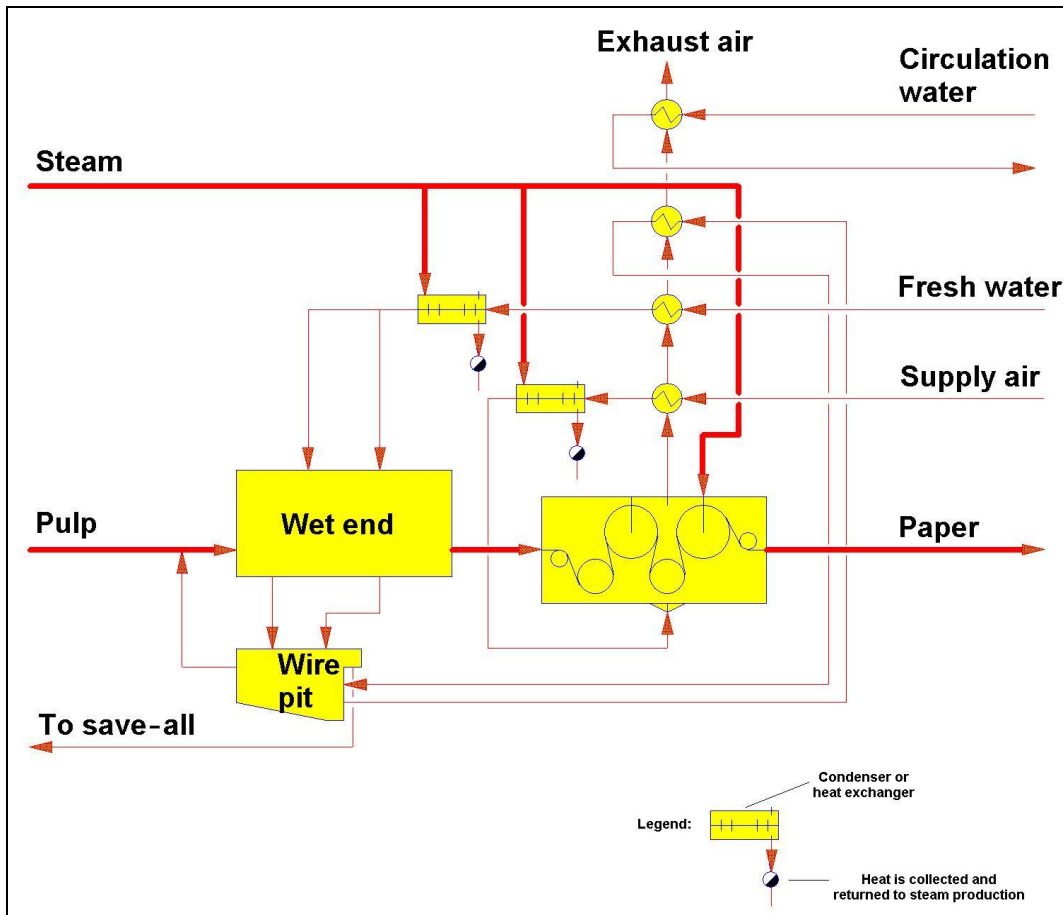 Exhaust air
Circulation
water
Steam
Fresh water
Supply air
Pulp
Wet end
Paper
Wire
pit
To save-all
Condenser or
heat exchanger
Legend:
Heat is collected and
returned to steam production